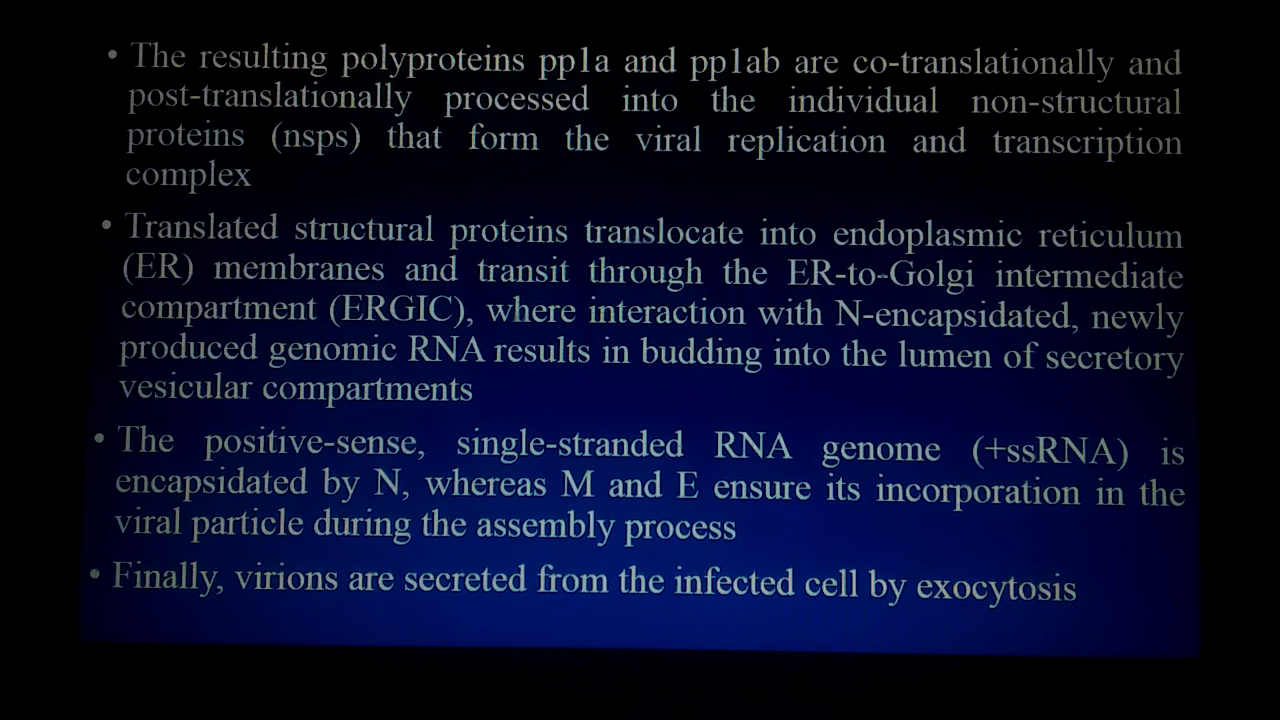 • The resulting polyproteins pp1a and pp1ab are co-translationally and
post-translationally processed into the individual non-structural
proteins (nsps) that form the viral replication and transcription
complex
• Translated structural proteins translocate into endoplasmic reticulum
(ER) membranes and transit through the ER-to-Golgi intermediate
compartment (ERGIC), where interaction with N-encapsidated, newly
produced genomic RNA results in budding into the lumen of secretory
vesicular compartments
• The positive-sense, single-stranded RNA genome (+ssRNA) is
encapsidated by N, whereas M and E ensure its incorporation in the
viral particle during the assembly process
• Finally, virions are secreted from the infected cell by exocytosis